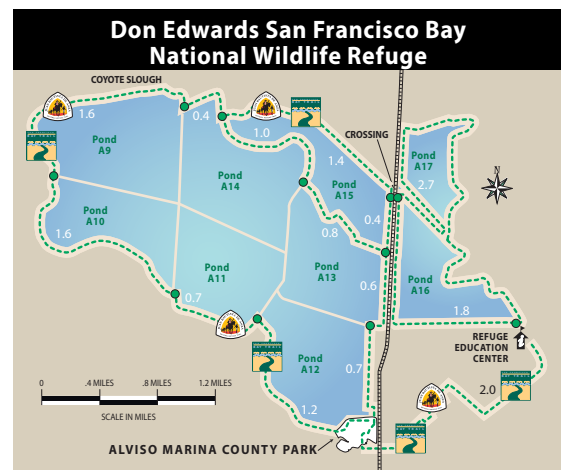 Don Edwards San Francisco Bay
National Wildlife Refuge
COYOTE SLOUGH
1.6
0.4
1.0
CROSSING
Pond
A9
Pond
A14
1.4
Pond
A15
Pond
A17
2.7
N
Pond
A10
1.6
0.4
0.8
Pond
A11
Pond
A13
0.6
Pond
A16
0.7
1.8
REFUGE
EDUCATION
CENTER
Pond
A12
0.7
2.0
1.2
0 .4 MILES .8 MILES 1.2 MILES
SCALE IN MILES
ALVISO MARINA COUNTY PARK